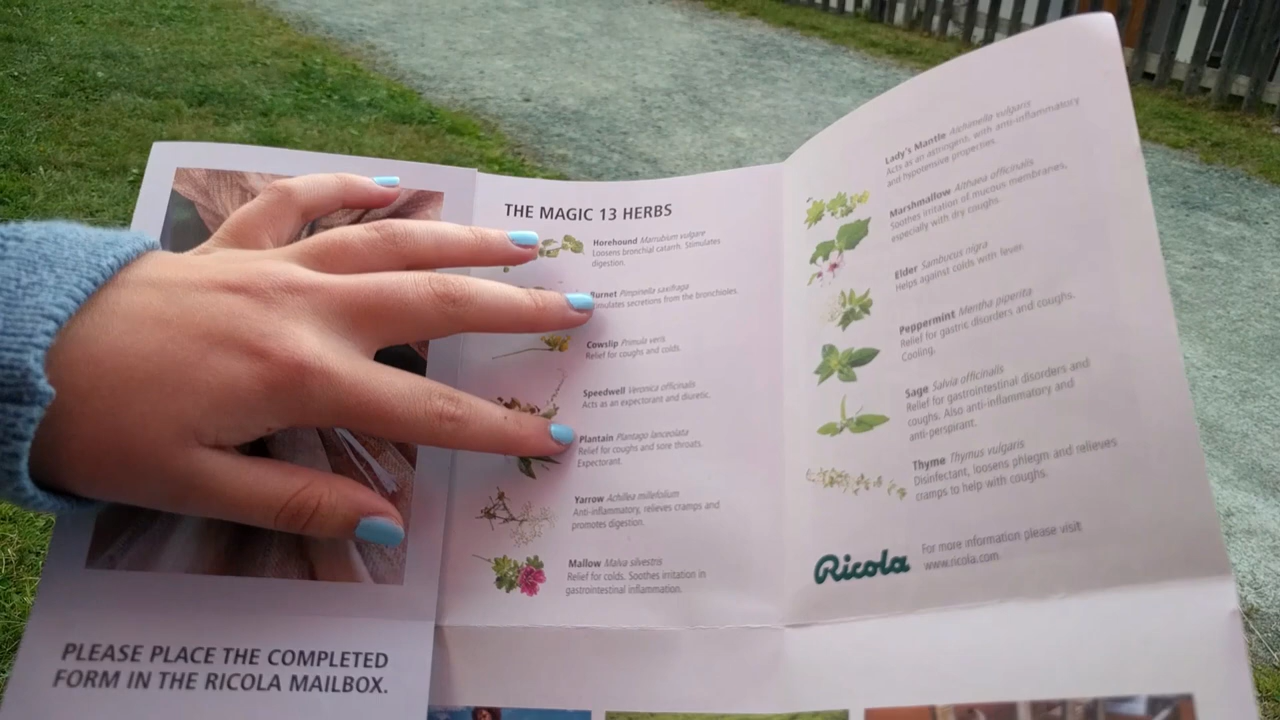 THE MAGIC 13 HERBS
Horehound Marrubium vulgare
Loosens bronchial catarrh. Stimulates
digestion.
Burnet Pimpinella saxifraga
Stimulates secretions from the bronchioles.
Cowslip Primula veris
Relief for coughs and colds.
Speedwell Veronica officinalis
Acts as an expectorant and diuretic.
Plantain Plantago lanceolata
Relief for coughs and sore throats.
Expectorant.
Yarrow Achillea millefolium
Anti-inflammatory, relieves cramps and
promotes digestion.
Mallow Malva silvestris
Relief for colds. Soothes irritation in
gastrointestinal inflammation.
Lady's Mantle Alchimella vulgaris
Acts as an astringent, with anti-inflammatory
and hypotensive properties.
Marshmallow Althaea officinalis
Soothes irritation of mucous membranes,
especially with dry coughs.
Elder Sambucus nigra
Helps against colds with fever.
Peppermint Mentha piperita
Relief for gastric disorders and coughs.
Cooling.
Sage Salvia officinalis
Relief for gastrointestinal disorders and
coughs. Also anti-inflammatory and
anti-perspirant.
Thyme Thymus vulgaris
Disinfectant, loosens phlegm and relieves
cramps to help with coughs.
Ricola
For more information please visit
www.ricola.com
PLEASE PLACE THE COMPLETED
FORM IN THE RICOLA MAILBOX.